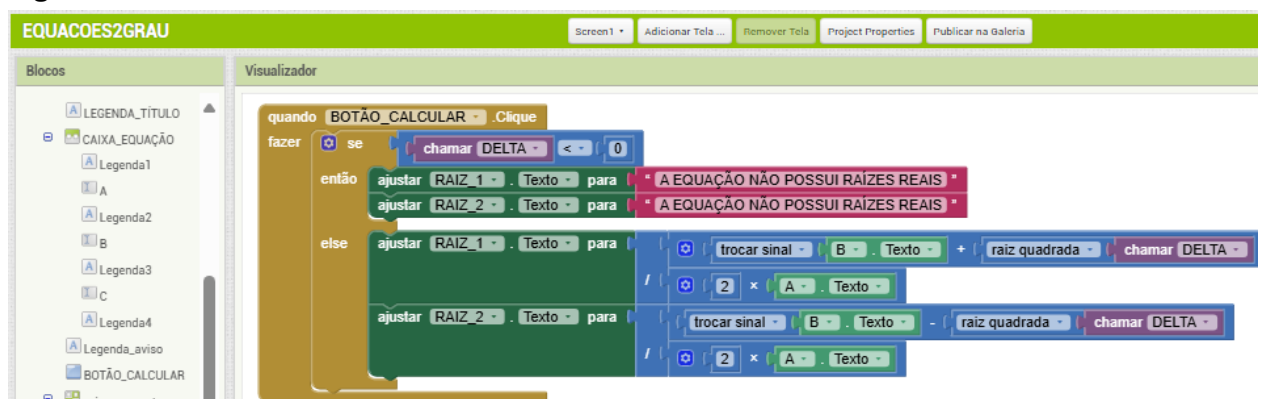 EQUACOES2GRAU Screen1 Adicionar Tela ... Remover Tela Project Properties Publicar na Galeria
Blocos
Visualizador
LEGENDA_TÍTULO
CAIXA_EQUAÇÃO
Legenda1
A
Legenda2
B
Legenda3
C
Legenda4
Legenda_aviso
BOTÃO_CALCULAR
quando BOTÃO_CALCULAR .Clique
fazer se chamar DELTA < 0
então ajustar RAIZ_1 . Texto para " A EQUAÇÃO NÃO POSSUI RAÍZES REAIS "
ajustar RAIZ_2 . Texto para " A EQUAÇÃO NÃO POSSUI RAÍZES REAIS "
else ajustar RAIZ_1 . Texto para trocar sinal B . Texto + raiz quadrada chamar DELTA
/ 2 × A . Texto
ajustar RAIZ_2 . Texto para trocar sinal B . Texto - raiz quadrada chamar DELTA
/ 2 × A . Texto